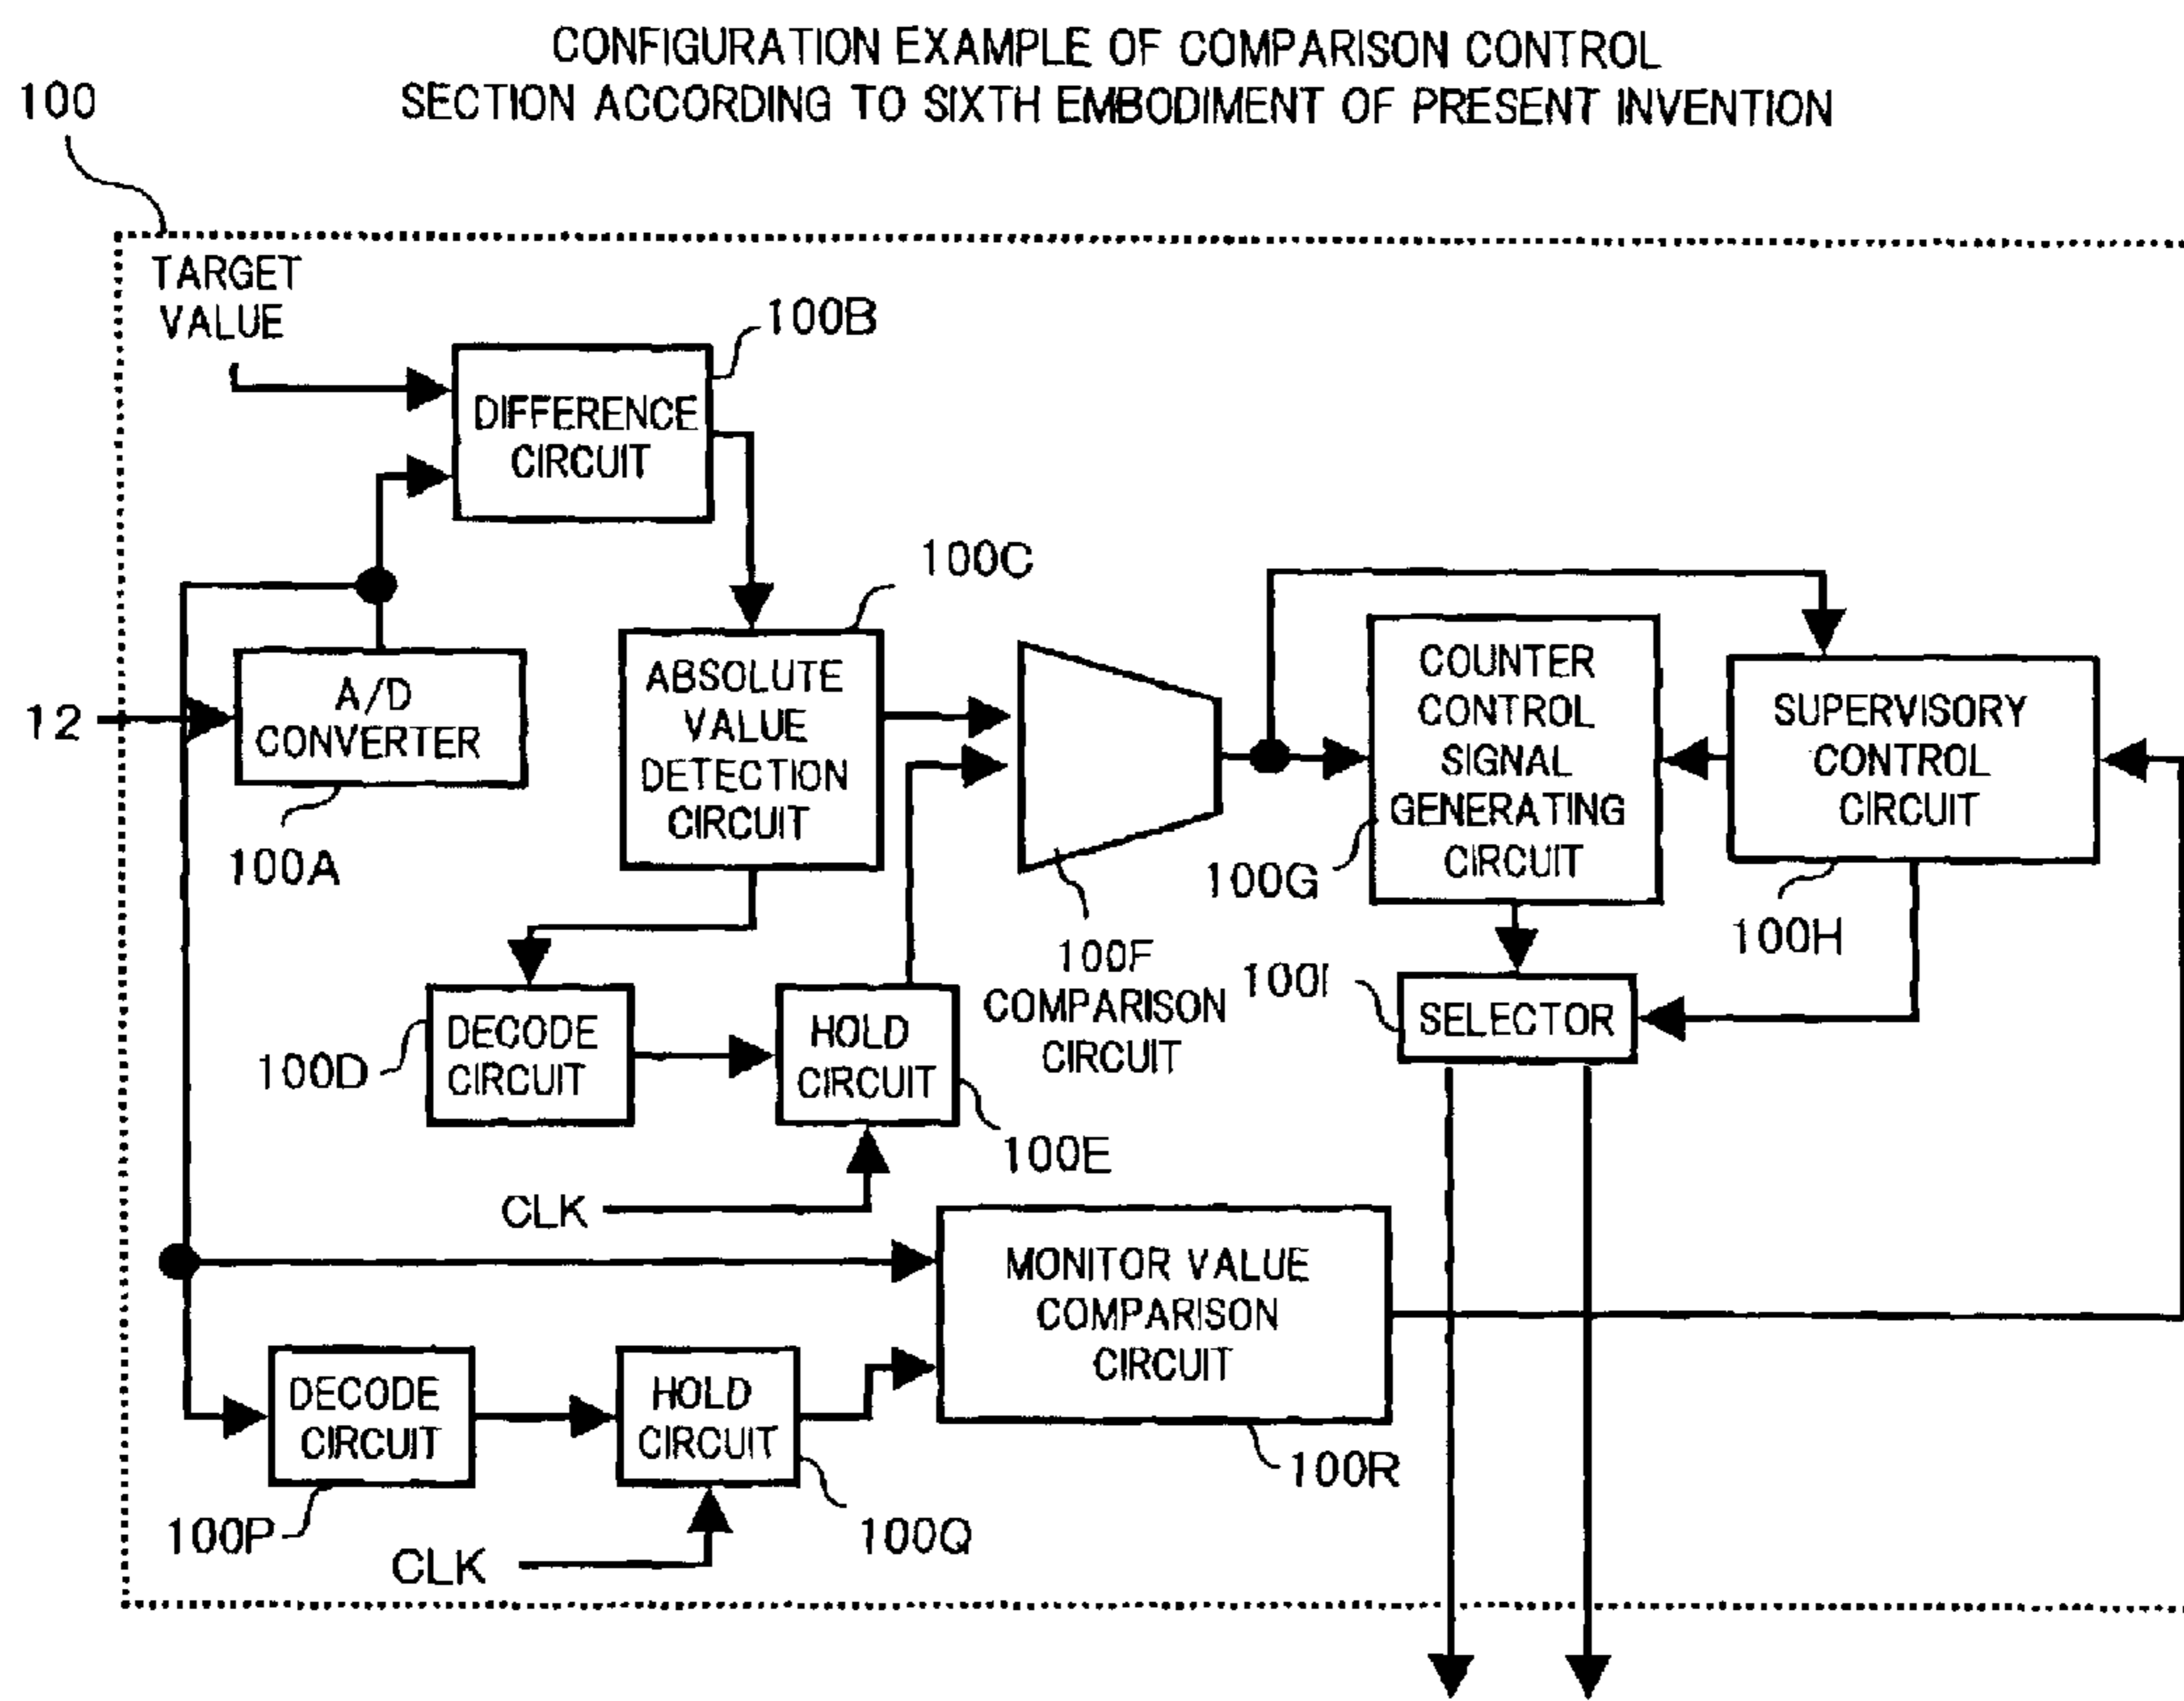 CONFIGURATION EXAMPLE OF COMPARISON CONTROL
SECTION ACCORDING TO SIXTH EMBODIMENT OF PRESENT INVENTION
100
TARGET
VALUE
100B
DIFFERENCE
CIRCUIT
100C
12
A/D
CONVERTER
100A
ABSOLUTE
VALUE
DETECTION
CIRCUIT
COUNTER
CONTROL
SIGNAL
GENERATING
CIRCUIT
100G
SUPERVISORY
CONTROL
CIRCUIT
100H
100F
COMPARISON
CIRCUIT
100I
SELECTOR
100D
DECODE
CIRCUIT
HOLD
CIRCUIT
100E
CLK
MONITOR VALUE
COMPARISON
CIRCUIT
100R
DECODE
CIRCUIT
100P
HOLD
CIRCUIT
100Q
CLK